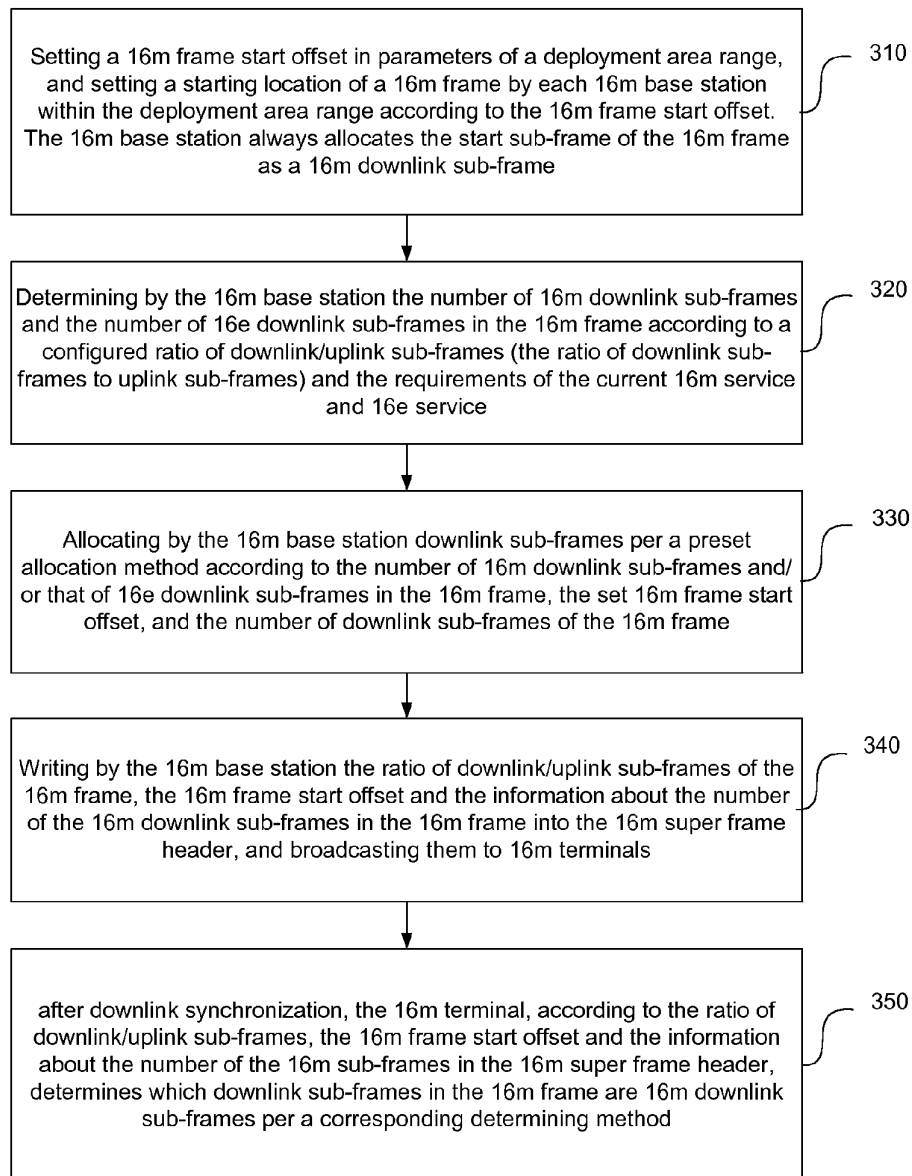 Setting a 16m frame start offset in parameters of a deployment area range,
and setting a starting location of a 16m frame by each 16m base station
within the deployment area range according to the 16m frame start offset.
The 16m base station always allocates the start sub-frame of the 16m frame
as a 16m downlink sub-frame
310
Determining by the 16m base station the number of 16m downlink sub-frames
and the number of 16e downlink sub-frames in the 16m frame according to a
configured ratio of downlink/uplink sub-frames (the ratio of downlink sub-
frames to uplink sub-frames) and the requirements of the current 16m service
and 16e service
320
Allocating by the 16m base station downlink sub-frames per a preset
allocation method according to the number of 16m downlink sub-frames and/
or that of 16e downlink sub-frames in the 16m frame, the set 16m frame start
offset, and the number of downlink sub-frames of the 16m frame
330
Writing by the 16m base station the ratio of downlink/uplink sub-frames of the
16m frame, the 16m frame start offset and the information about the number
of the 16m downlink sub-frames in the 16m frame into the 16m super frame
header, and broadcasting them to 16m terminals
340
after downlink synchronization, the 16m terminal, according to the ratio of
downlink/uplink sub-frames, the 16m frame start offset and the information
about the number of the 16m sub-frames in the 16m super frame header,
determines which downlink sub-frames in the 16m frame are 16m downlink
sub-frames per a corresponding determining method
350